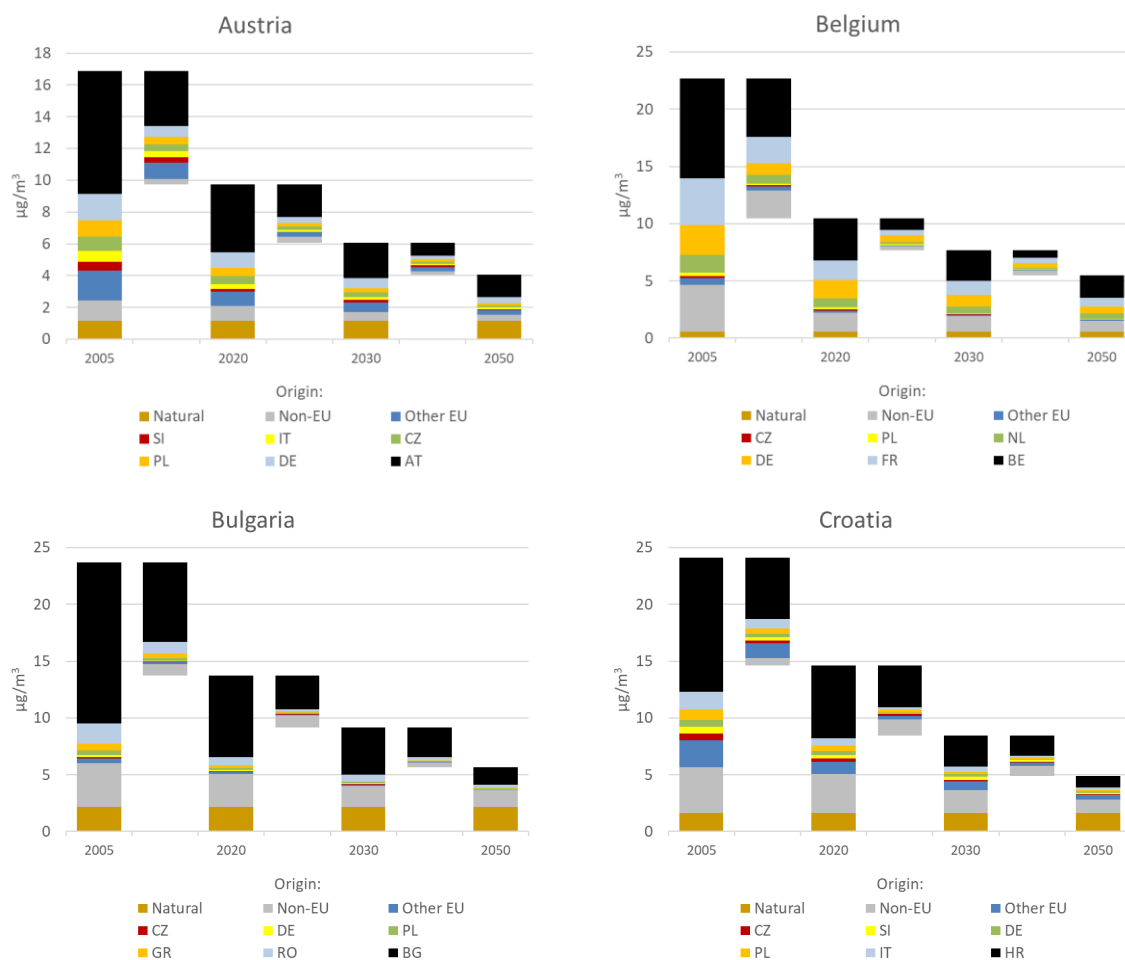 Austria
18
16
14
12
10
8
6
4
2
0
µg/m³
2005 2020 2030 2050
Origin:
Natural Non-EU Other EU
SI IT CZ
PL DE AT
Belgium
25
20
15
10
5
0
µg/m³
2005 2020 2030 2050
Origin:
Natural Non-EU Other EU
CZ PL NL
DE FR BE
Bulgaria
25
20
15
10
5
0
µg/m³
2005 2020 2030 2050
Origin:
Natural Non-EU Other EU
CZ DE PL
GR RO BG
Croatia
25
20
15
10
5
0
µg/m³
2005 2020 2030 2050
Origin:
Natural Non-EU Other EU
CZ SI DE
PL IT HR